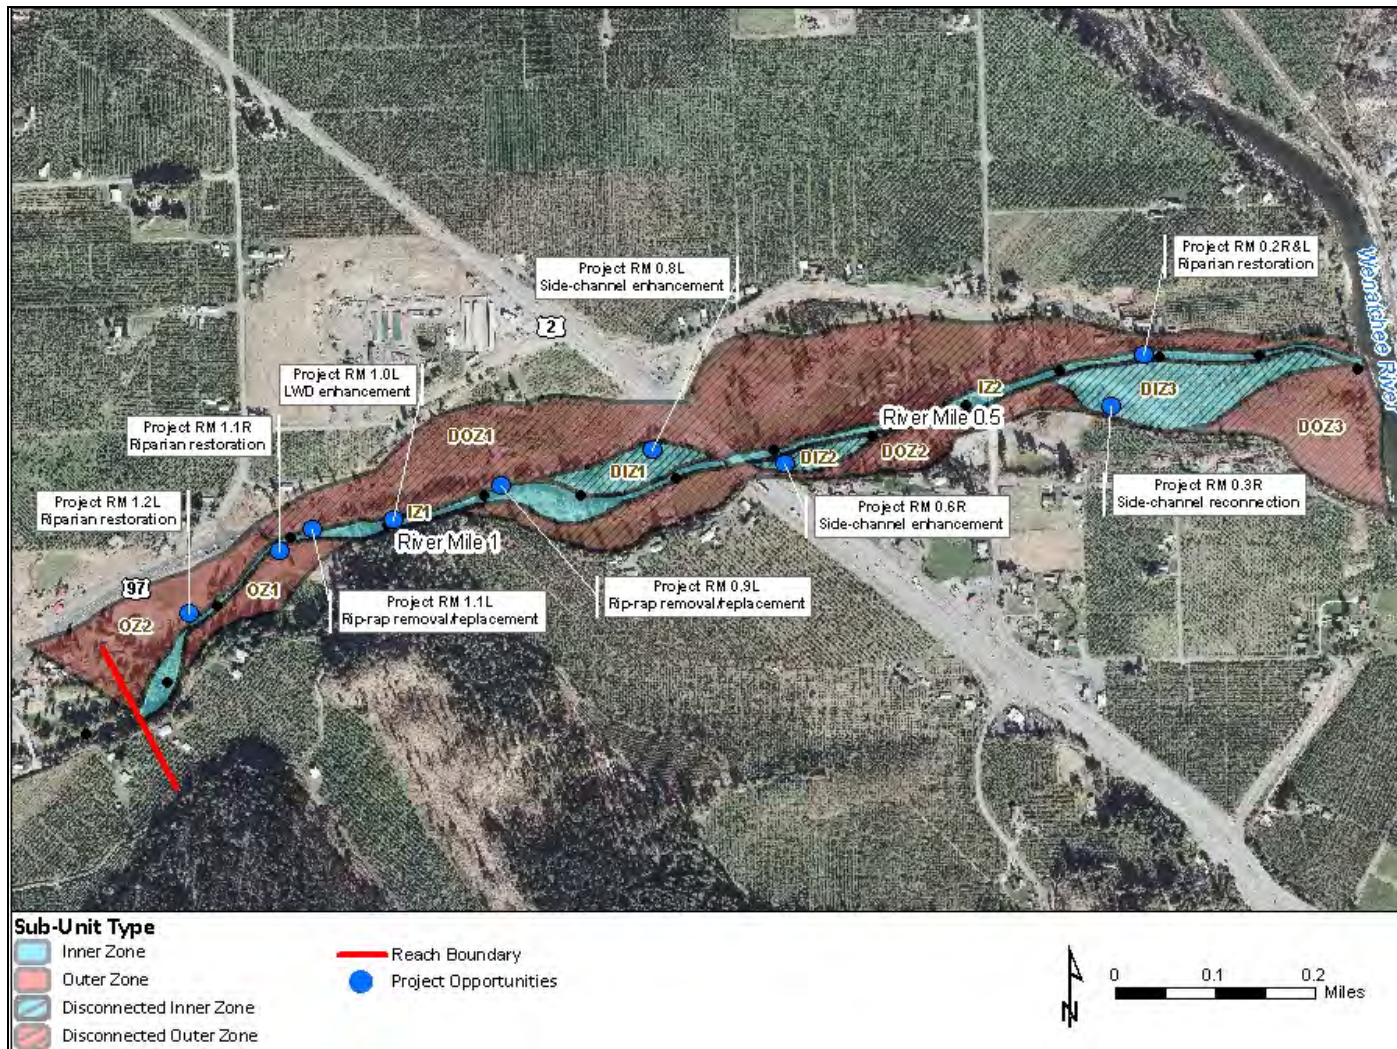 Project RM 0.2R&L
Riparian restoration
Project RM 0.8L
Side-channel enhancement
2
Wenatchee River
Project RM 1.0L
LWD enhancement
IZ2
DIZ3
River Mile 0.5
Project RM 1.1R
Riparian restoration
DOZ1
DOZ3
DIZ1
DIZ2
DOZ2
Project RM 0.3R
Side-channel reconnection
Project RM 1.2L
Riparian restoration
IZ1
Project RM 0.6R
Side-channel enhancement
River Mile 1
97
OZ1
Project RM 0.9L
Rip-rap removal/replacement
Project RM 1.1L
Rip-rap removal/replacement
OZ2
Sub-Unit Type
Inner Zone
Outer Zone
Disconnected Inner Zone
Disconnected Outer Zone
Reach Boundary
Project Opportunities
N
0 0.1 0.2
Miles